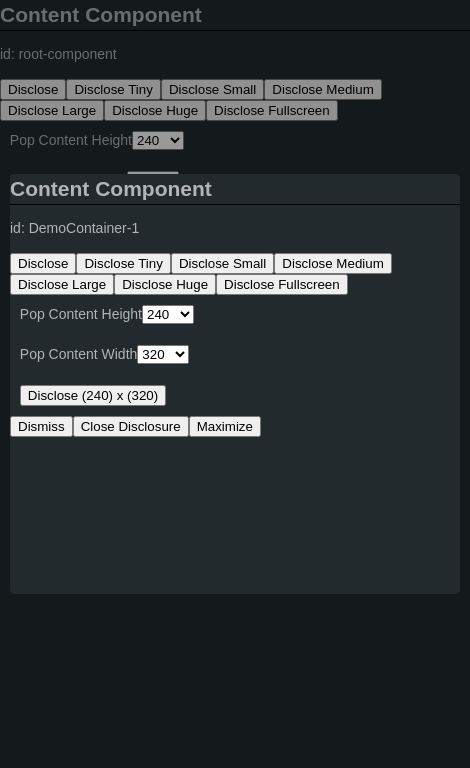 Content Component
id: root-component
Disclose Disclose Tiny Disclose Small Disclose Medium
Disclose Large Disclose Huge Disclose Fullscreen
Pop Content Height 240
Content Component
id: DemoContainer-1
Disclose Disclose Tiny Disclose Small Disclose Medium
Disclose Large Disclose Huge Disclose Fullscreen
Pop Content Height 240
Pop Content Width 320
Disclose (240) x (320)
Dismiss Close Disclosure Maximize